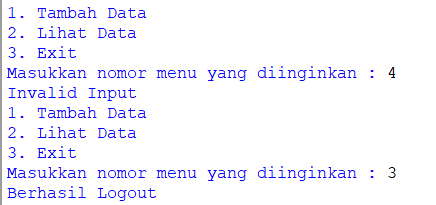 1. Tambah Data
2. Lihat Data
3. Exit
Masukkan nomor menu yang diinginkan : 4
Invalid Input
1. Tambah Data
2. Lihat Data
3. Exit
Masukkan nomor menu yang diinginkan : 3
Berhasil Logout